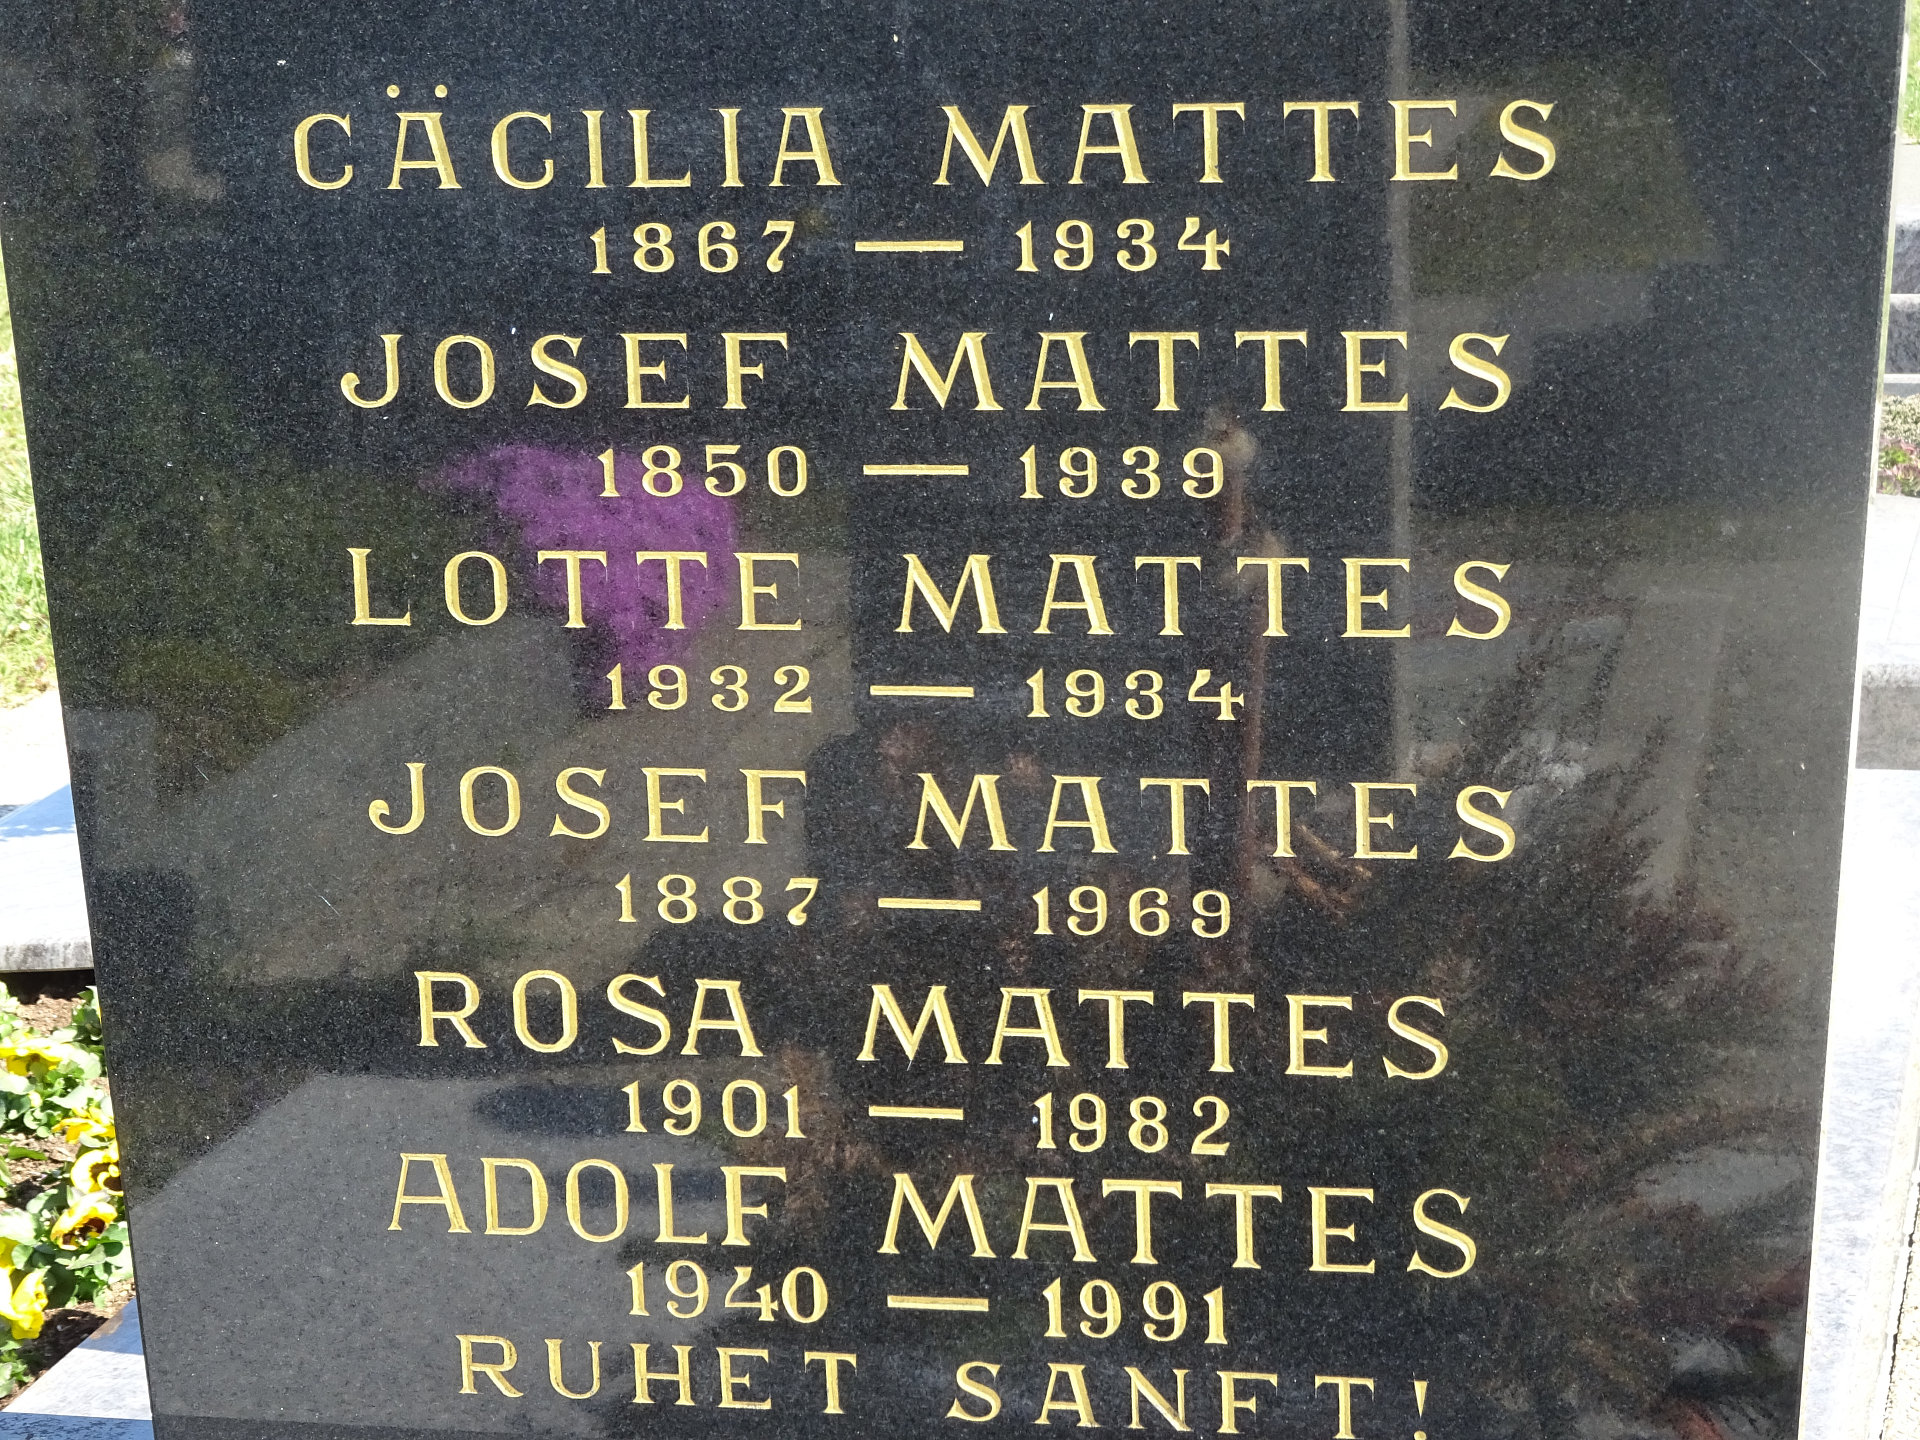 CÄCILIA MATTES
1867 — 1934
JOSEF MATTES
1850 — 1939
LOTTE MATTES
1932 — 1934
JOSEF MATTES
1887 — 1969
ROSA MATTES
1901 — 1982
ADOLF MATTES
1940 — 1991
RUHET SANFT!